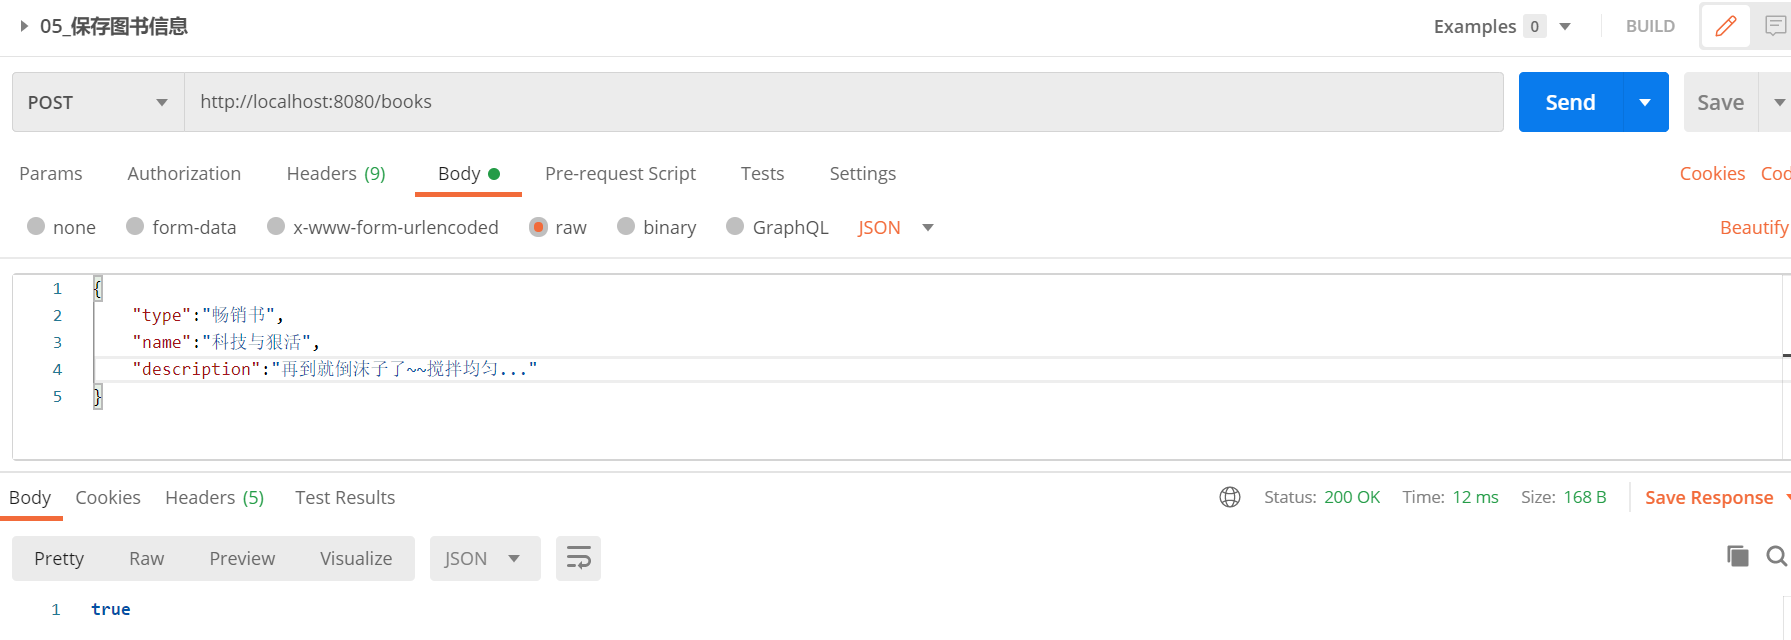 05_保存图书信息
Examples 0 BUILD
POST http://localhost:8080/books Send Save
Params Authorization Headers (9) Body Pre-request Script Tests Settings Cookies Cod
none form-data x-www-form-urlencoded raw binary GraphQL JSON Beautify
1 {
2 "type":"畅销书",
3 "name":"科技与狠活",
4 "description":"再到就倒沫子了~~搅拌均匀..."
5 }
Body Cookies Headers (5) Test Results Status: 200 OK Time: 12 ms Size: 168 B Save Response
Pretty Raw Preview Visualize JSON
1 true